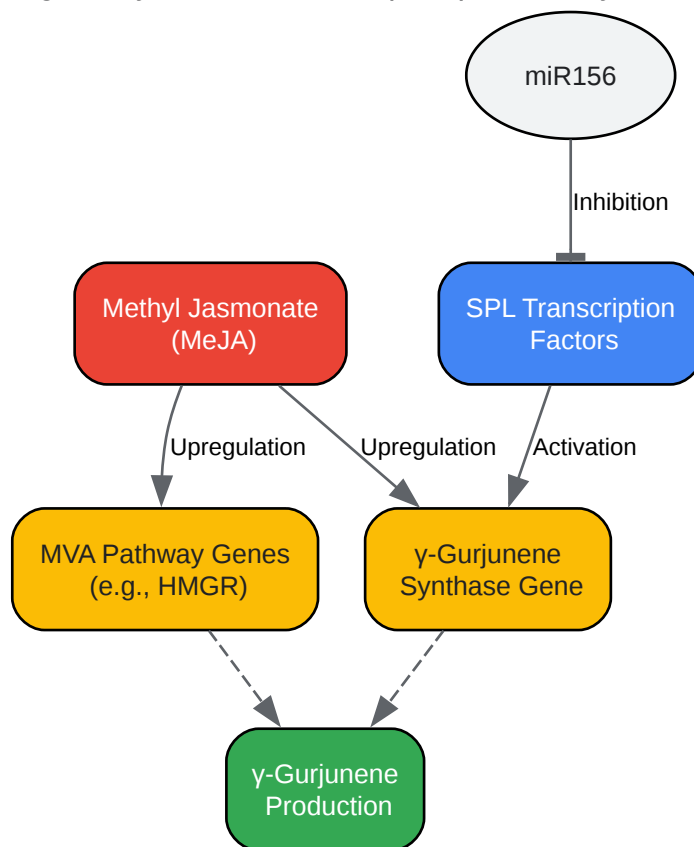 miR156
Inhibition
Methyl Jasmonate
(MeJA)
SPL Transcription
Factors
Upregulation
Upregulation
Activation
MVA Pathway Genes
(e.g., HMGR)
γ-Gurjunene
Synthase Gene
γ-Gurjunene
Production